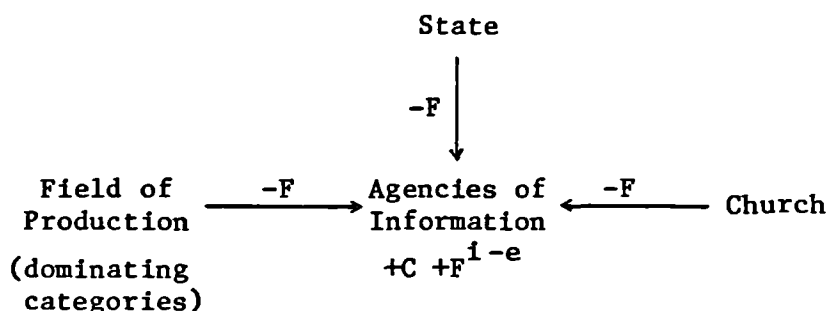 State
-F
Field of Production
-F
Agencies of Information
-F
Church
(dominating categories)
+C +F^i-e